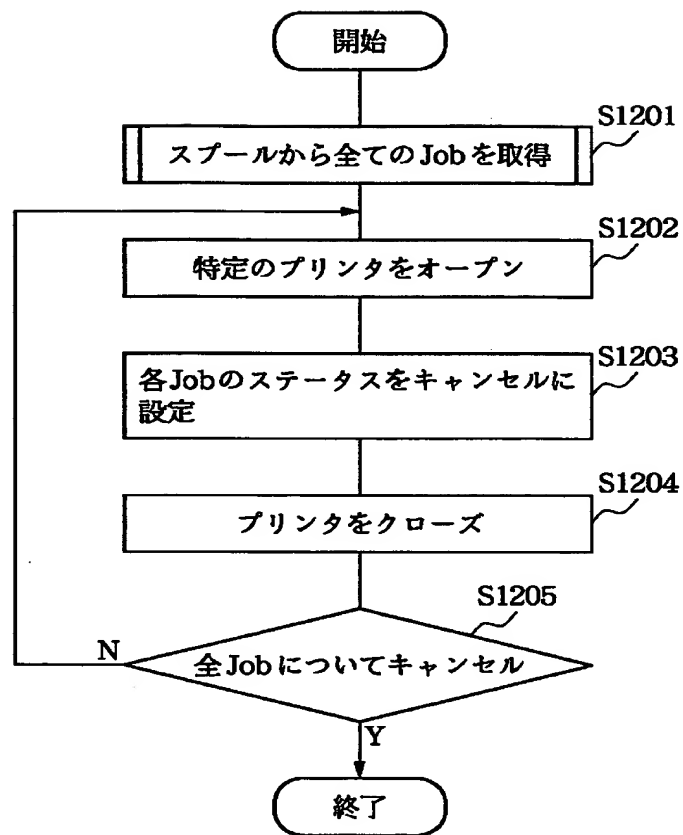 開始
S1201
スプールから全てのJobを取得
S1202
特定のプリンタをオープン
S1203
各Jobのステータスをキャンセルに
設定
S1204
プリンタをクローズ
S1205
N
全Jobについてキャンセル
Y
終了